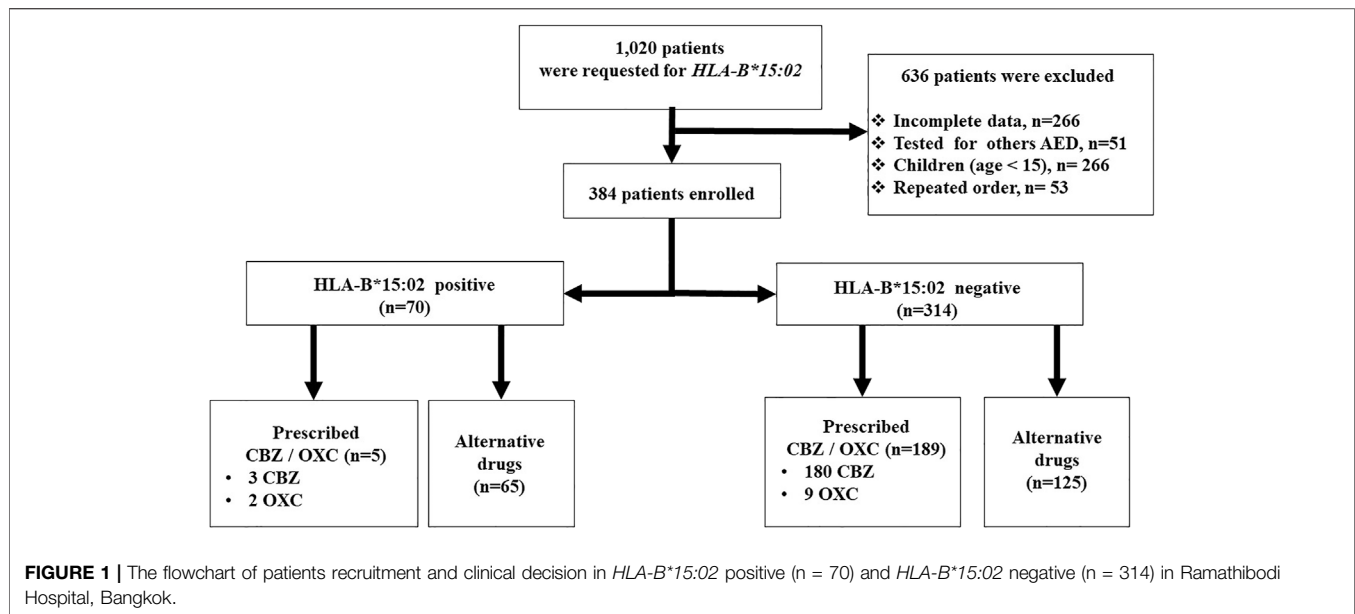 1,020 patients
were requested for HLA-B*15:02
636 patients were excluded
❖ Incomplete data, n=266
❖ Tested for others AED, n=51
❖ Children (age < 15), n= 266
❖ Repeated order, n= 53
384 patients enrolled
HLA-B*15:02 positive
(n=70)
HLA-B*15:02 negative
(n=314)
Prescribed
CBZ / OXC (n=5)
• 3 CBZ
• 2 OXC
Alternative
drugs
(n=65)
Prescribed
CBZ / OXC (n=189)
• 180 CBZ
• 9 OXC
Alternative
drugs
(n=125)
FIGURE 1 | The flowchart of patients recruitment and clinical decision in HLA-B*15:02 positive (n = 70) and HLA-B*15:02 negative (n = 314) in Ramathibodi
Hospital, Bangkok.